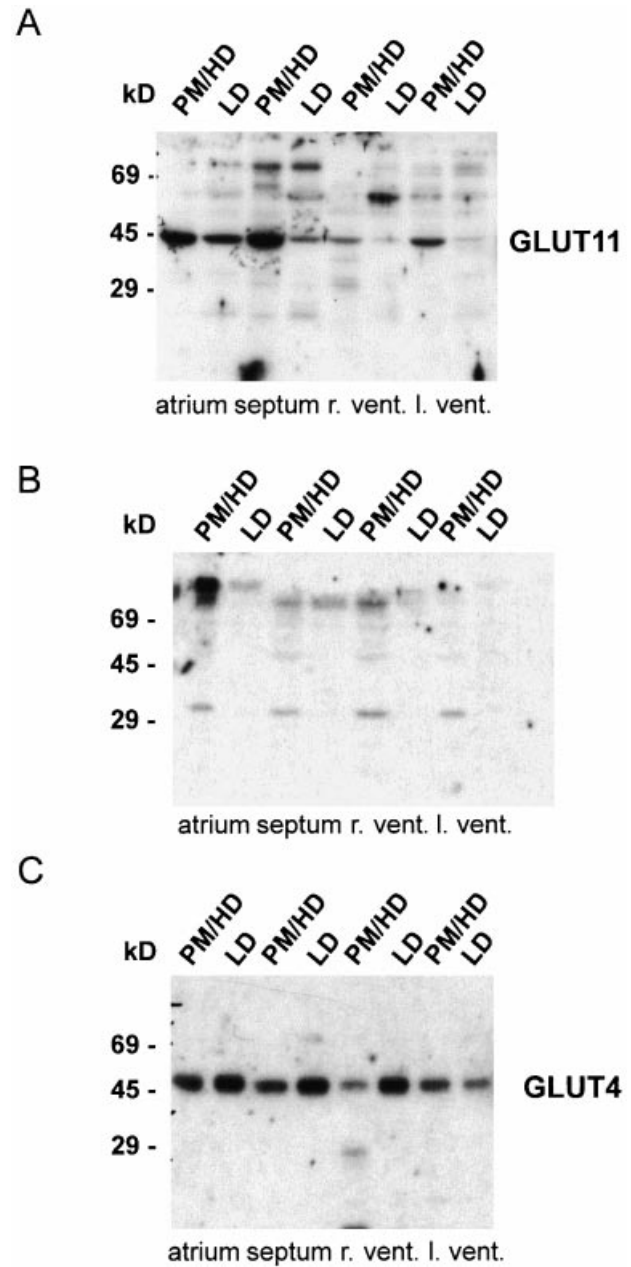 A
kD PM/HD LD PM/HD LD PM/HD LD PM/HD LD
69 -
45 - GLUT11
29 -
atrium septum r. vent. l. vent.
B
kD PM/HD LD PM/HD LD PM/HD LD PM/HD LD
69 -
45 -
29 -
atrium septum r. vent. l. vent.
C
kD PM/HD LD PM/HD LD PM/HD LD PM/HD LD
69 -
45 - GLUT4
29 -
atrium septum r. vent. l. vent.